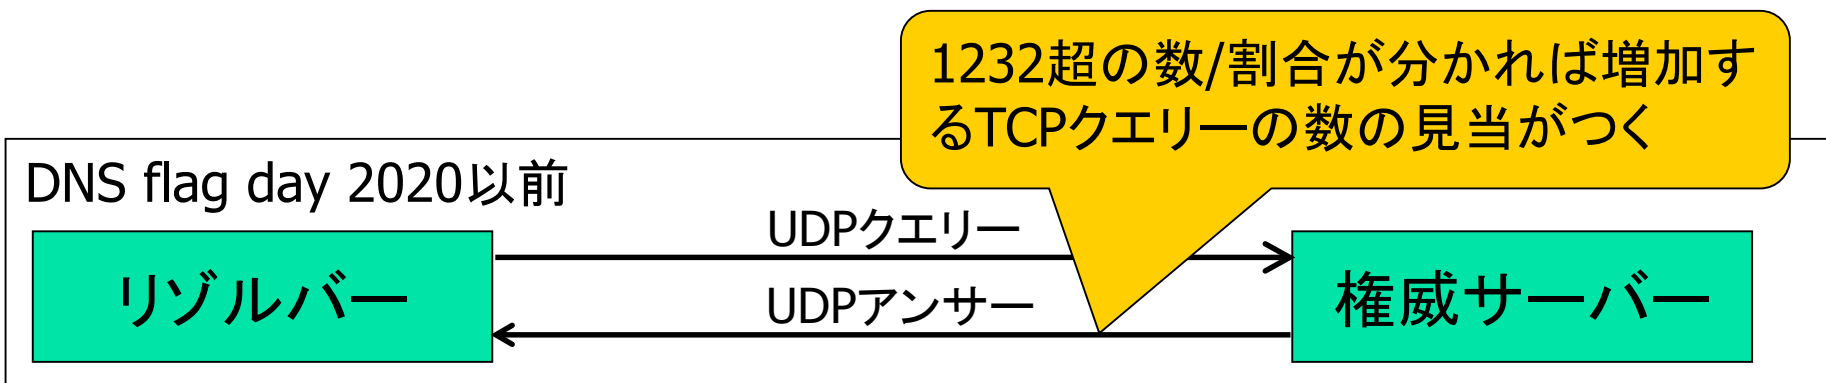 1232超の数/割合が分かれば増加す
るTCPクエリーの数の見当がつく
DNS flag day 2020以前
UDPクエリー
リゾルバー
権威サーバー
UDPアンサー